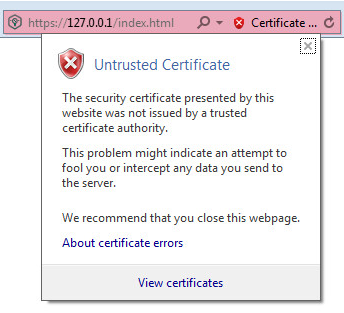 https://127.0.0.1/index.html Certificate ...
Untrusted Certificate
The security certificate presented by this
website was not issued by a trusted
certificate authority.
This problem might indicate an attempt to
fool you or intercept any data you send to
the server.
We recommend that you close this webpage.
About certificate errors
View certificates